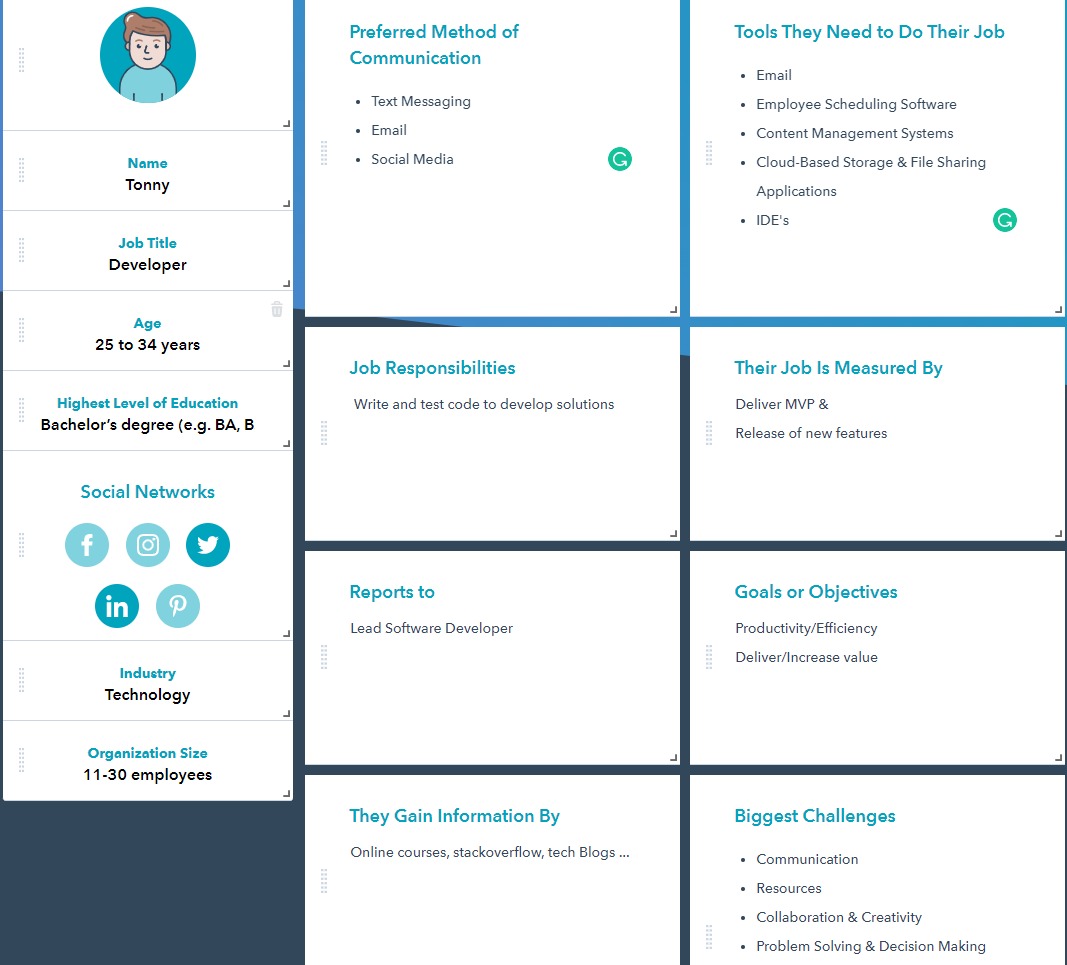 Name
Tonny
Job Title
Developer
Age
25 to 34 years
Highest Level of Education
Bachelor’s degree (e.g. BA, B
Social Networks
f
in
Industry
Technology
Organization Size
11-30 employees
Preferred Method of
Communication
Text Messaging
Email
Social Media
Tools They Need to Do Their Job
Email
Employee Scheduling Software
Content Management Systems
Cloud-Based Storage & File Sharing
Applications
IDE's
Job Responsibilities
Write and test code to develop solutions
Their Job Is Measured By
Deliver MVP &
Release of new features
Reports to
Lead Software Developer
Goals or Objectives
Productivity/Efficiency
Deliver/Increase value
They Gain Information By
Online courses, stackoverflow, tech Blogs ...
Biggest Challenges
Communication
Resources
Collaboration & Creativity
Problem Solving & Decision Making